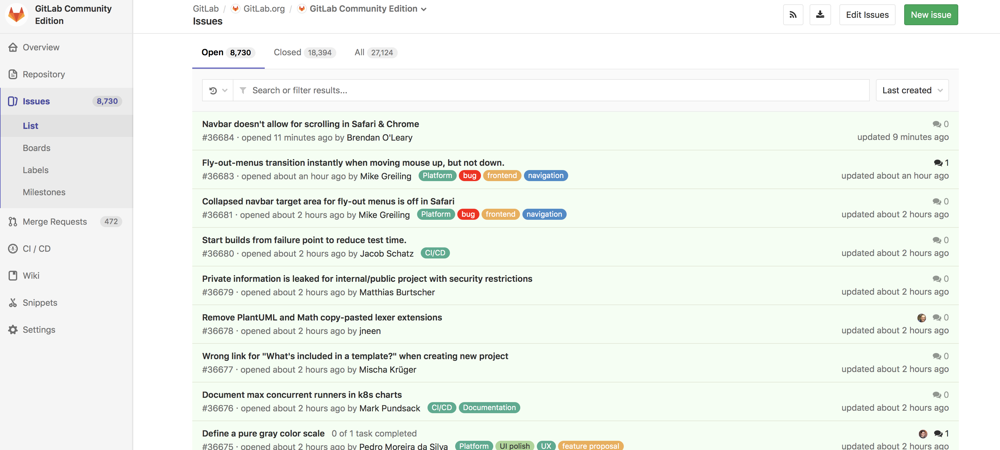 GitLab Community
Edition
Overview
Repository
Issues 8,730
List
Boards
Labels
Milestones
Merge Requests 472
CI / CD
Wiki
Snippets
Settings
GitLab / GitLab.org / GitLab Community Edition
Issues
Edit Issues
New issue
Open 8,730 Closed 18,394 All 27,124
Search or filter results...
Last created
Navbar doesn't allow for scrolling in Safari & Chrome 0
#36684 · opened 11 minutes ago by Brendan O'Leary updated 9 minutes ago
Fly-out-menus transition instantly when moving mouse up, but not down. 1
#36683 · opened about an hour ago by Mike Greiling Platform bug frontend navigation updated about an hour ago
Collapsed navbar target area for fly-out menus is off in Safari 0
#36681 · opened about 2 hours ago by Mike Greiling Platform bug frontend navigation updated about 2 hours ago
Start builds from failure point to reduce test time. 0
#36680 · opened about 2 hours ago by Jacob Schatz CI/CD updated about 2 hours ago
Private information is leaked for internal/public project with security restrictions 0
#36679 · opened about 2 hours ago by Matthias Burtscher updated about 2 hours ago
Remove PlantUML and Math copy-pasted lexer extensions 0
#36678 · opened about 2 hours ago by jneen updated about 2 hours ago
Wrong link for "What's included in a template?" when creating new project 0
#36677 · opened about 2 hours ago by Mischa Krüger updated about 2 hours ago
Document max concurrent runners in k8s charts 0
#36676 · opened about 2 hours ago by Mark Pundsack CI/CD Documentation updated about 2 hours ago
Define a pure gray color scale 0 of 1 task completed 1
#36675 · opened about 2 hours ago by Pedro Moreira da Silva Platform UI polish UX feature proposal updated about 2 hours ago